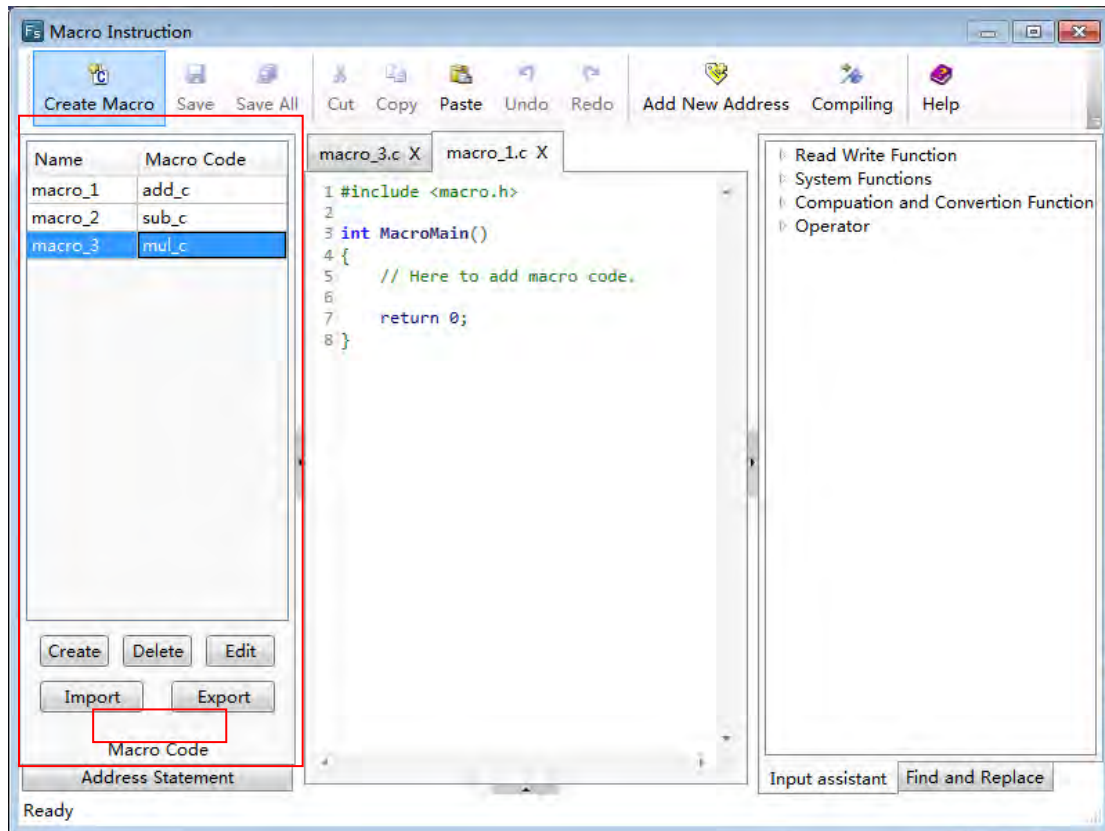 Fs Macro Instruction
Create Macro Save Save All Cut Copy Paste Undo Redo Add New Address Compiling Help
Name Macro Code
macro_1 add_c
macro_2 sub_c
macro_3 mul_c
Create Delete Edit
Import Export
Macro Code
Address Statement
Ready
macro_3.c X macro_1.c X
1 #include <macro.h>
2
3 int MacroMain()
4 {
5 // Here to add macro code.
6
7 return 0;
8 }
Read Write Function
System Functions
Compuation and Convertion Function
Operator
Input assistant Find and Replace